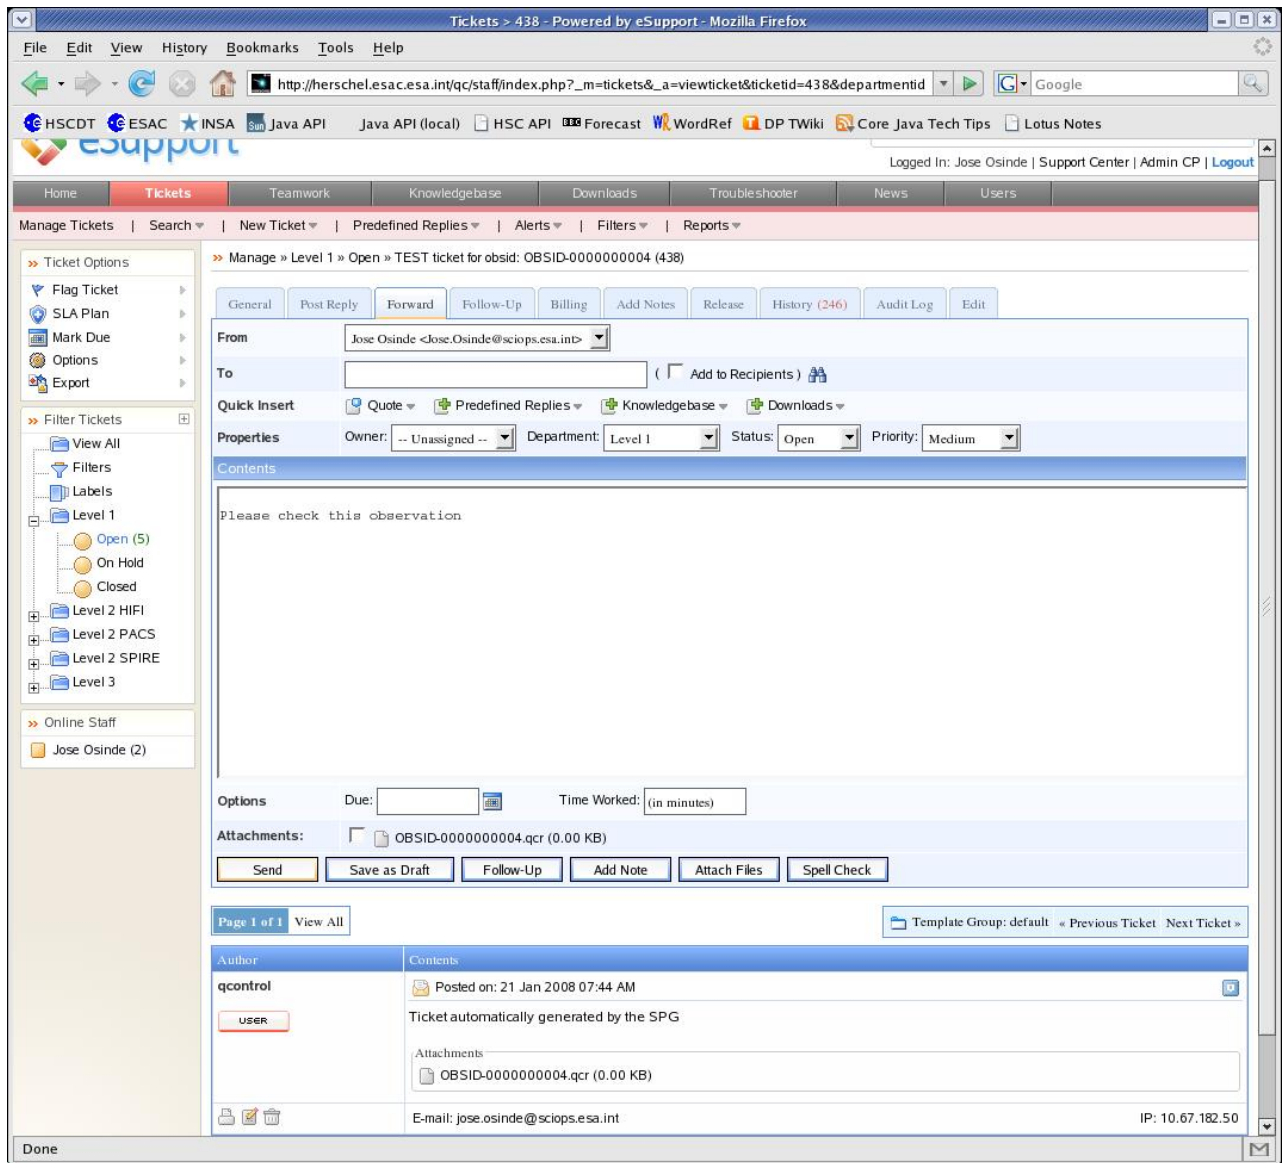 Tickets > 438 - Powered by eSupport - Mozilla Firefox
File Edit View History Bookmarks Tools Help
http://herschel.esac.esa.int/qc/staff/index.php?_m=tickets&_a=viewticket&ticketid=438&departmentid
G Google
HSCDT ESAC INSA Java API Java API (local) HSC API Forecast WordRef DP TWiki Core Java Tech Tips Lotus Notes
eSupport
Logged In: Jose Osinde | Support Center | Admin CP | Logout
Home Tickets Teamwork Knowledgebase Downloads Troubleshooter News Users
Manage Tickets | Search | New Ticket | Predefined Replies | Alerts | Filters | Reports
» Ticket Options
Flag Ticket
SLA Plan
Mark Due
Options
Export
» Filter Tickets
View All
Filters
Labels
Level 1
Open (5)
On Hold
Closed
Level 2 HIFI
Level 2 PACS
Level 2 SPIRE
Level 3
» Online Staff
Jose Osinde (2)
» Manage » Level 1 » Open » TEST ticket for obsid: OBSID-0000000004 (438)
General Post Reply Forward Follow-Up Billing Add Notes Release History (246) Audit Log Edit
From Jose Osinde <Jose.Osinde@sciops.esa.int>
To ( Add to Recipients )
Quick Insert Quote Predefined Replies Knowledgebase Downloads
Properties Owner: -- Unassigned -- Department: Level 1 Status: Open Priority: Medium
Contents
Please check this observation
Options Due: Time Worked: (in minutes)
Attachments: OBSID-0000000004.qcr (0.00 KB)
Send Save as Draft Follow-Up Add Note Attach Files Spell Check
Page 1 of 1 View All
Template Group: default « Previous Ticket Next Ticket »
Author Contents
qcontrol Posted on: 21 Jan 2008 07:44 AM
USER
Ticket automatically generated by the SPG
Attachments
OBSID-0000000004.qcr (0.00 KB)
E-mail: jose.osinde@sciops.esa.int IP: 10.67.182.50
Done